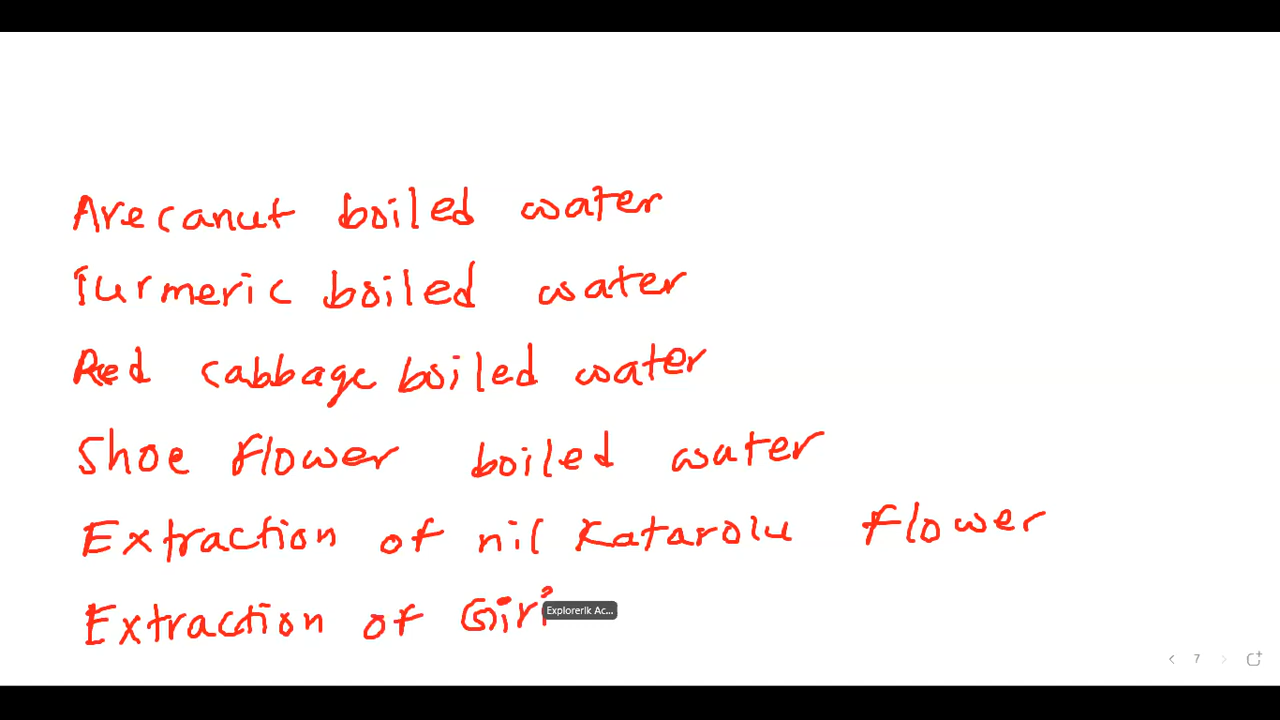 Arecanut boiled water
Turmeric boiled water
Red cabbage boiled water
Shoe flower boiled water
Extraction of nil Katarolu flower
Extraction of Giri
Explorerik Ac...
7